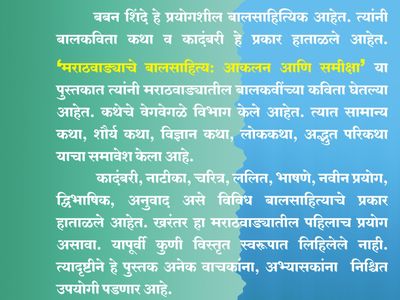 बबन शिंदे हे प्रयोगशील बालसाहित्यिक आहेत. त्यांनी
बालकविता कथा व कादंबरी हे प्रकार हाताळले आहेत.
‘मराठवाड्याचे बालसाहित्य: आकलन आणि समीक्षा’ या
पुस्तकात त्यांनी मराठवाड्यातील बालकवींच्या कविता घेतल्या
आहेत. कथेचे वेगवेगळे विभाग केले आहेत. त्यात सामान्य
कथा, शौर्य कथा, विज्ञान कथा, लोककथा, अद्भुत परिकथा
याचा समावेश केला आहे.
कादंबरी, नाटीका, चरित्र, ललित, भाषणे, नवीन प्रयोग,
द्विभाषिक, अनुवाद असे विविध बालसाहित्याचे प्रकार
हाताळले आहेत. खरंतर हा मराठवाड्यातील पहिलाच प्रयोग
असावा. यापूर्वी कुणी विस्तृत स्वरूपात लिहिलेले नाही.
त्यादृष्टीने हे पुस्तक अनेक वाचकांना, अभ्यासकांना निश्चित
उपयोगी पडणार आहे.